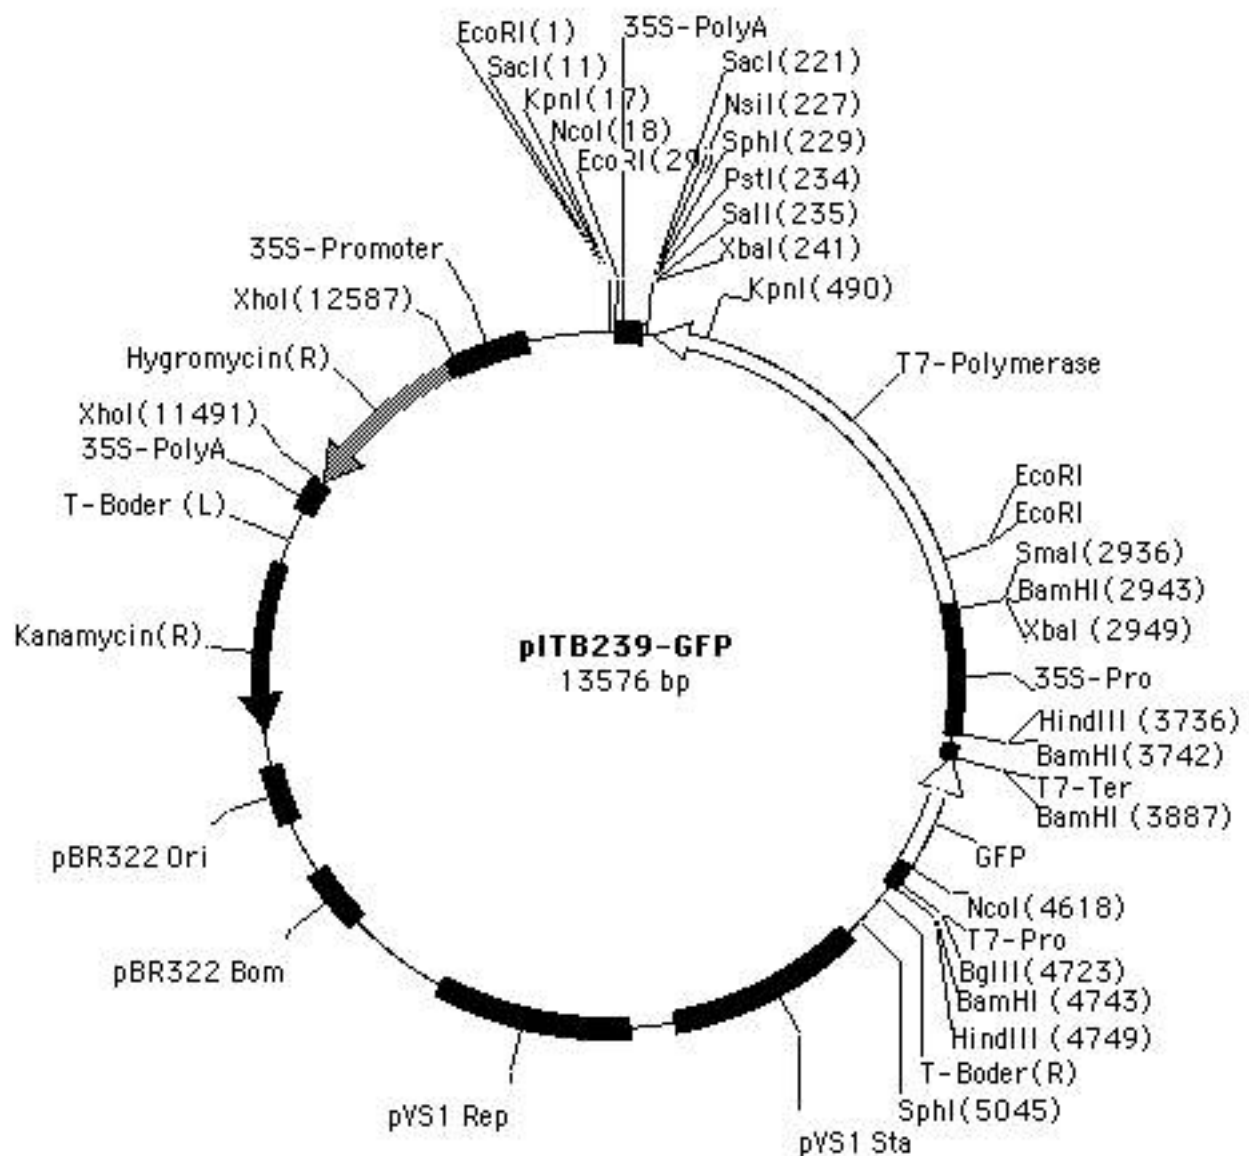 35S-PolyA
EcoRI(1)
SacI(11)
KpnI(17)
NcoI(18)
EcoRI(29
SacI(221)
NsiI(227)
SphI(229)
PstI(234)
SalI(235)
XbaI(241)
KpnI(490)
T7-Polymerase
EcoRI
EcoRI
SmaI(2936)
BamHI(2943)
XbaI (2949)
35S-Pro
HindIII (3736)
BamHI(3742)
T7-Ter
BamHI (3887)
GFP
NcoI(4618)
T7-Pro
BglII(4723)
BamHI (4743)
HindIII (4749)
T-Boder(R)
SphI(5045)
pVS1 Sta
pVS1 Rep
pBR322 Bom
pBR322 Ori
Kanamycin(R)
T-Boder (L)
35S-PolyA
XhoI(11491)
Hygromycin(R)
XhoI(12587)
35S-Promoter
pITB239-GFP
13576 bp